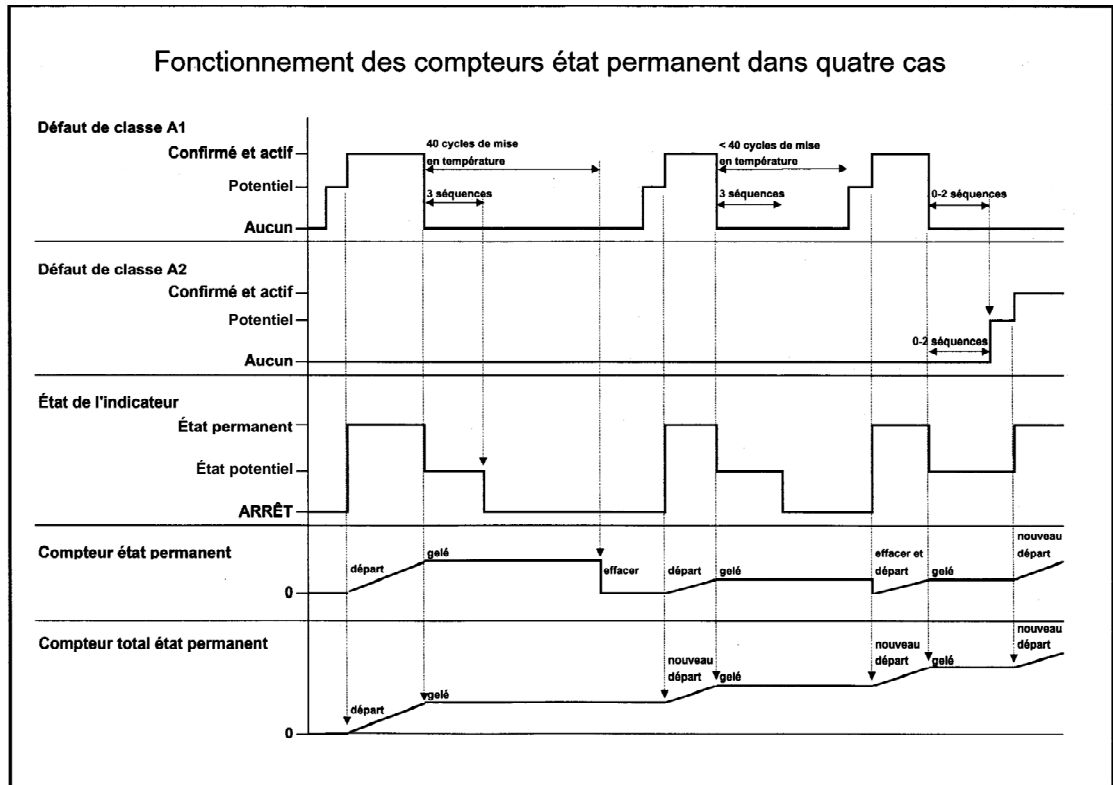 Fonctionnement des compteurs état permanent dans quatre cas
Défaut de classe A1
Confirmé et actif
Potentiel
Aucun
40 cycles de mise
en température
3 séquences
< 40 cycles de mise
en température
3 séquences
0-2 séquences
Défaut de classe A2
Confirmé et actif
Potentiel
Aucun
0-2 séquences
État de l'indicateur
État permanent
État potentiel
ARRÊT
Compteur état permanent
0
départ
gelé
effacer
départ
gelé
effacer et
départ
gelé
nouveau
départ
Compteur total état permanent
0
départ
gelé
nouveau
départ
gelé
nouveau
départ
gelé
nouveau
départ